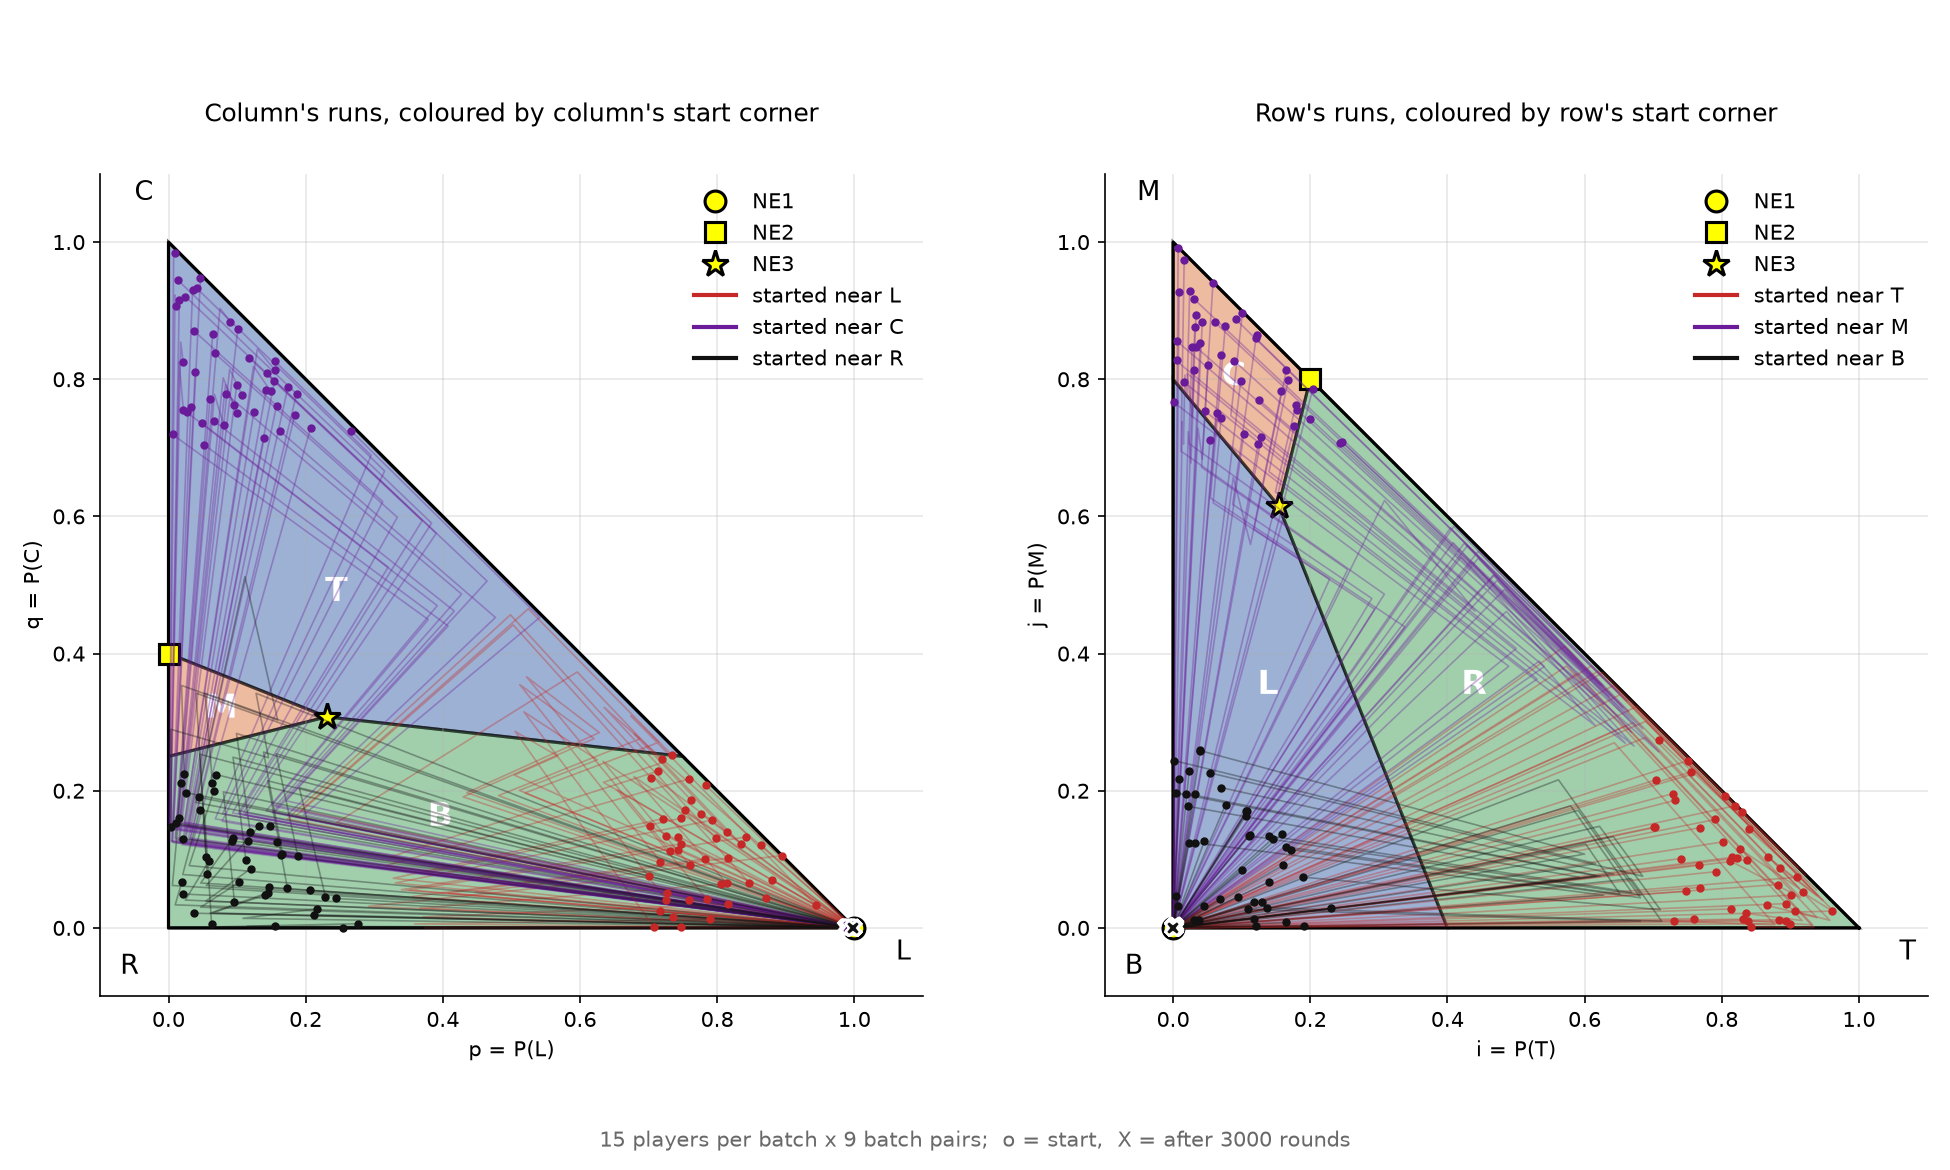 Column's runs, coloured by column's start corner
C
NE1
NE2
NE3
started near L
started near C
started near R
1.0
0.8
0.6
0.4
0.2
0.0
q = P(C)
T
M
B
R
L
0.0 0.2 0.4 0.6 0.8 1.0
p = P(L)
Row's runs, coloured by row's start corner
M
NE1
NE2
NE3
started near T
started near M
started near B
1.0
0.8
0.6
0.4
0.2
0.0
j = P(M)
C
L
R
B
T
0.0 0.2 0.4 0.6 0.8 1.0
i = P(T)
15 players per batch x 9 batch pairs; o = start, X = after 3000 rounds